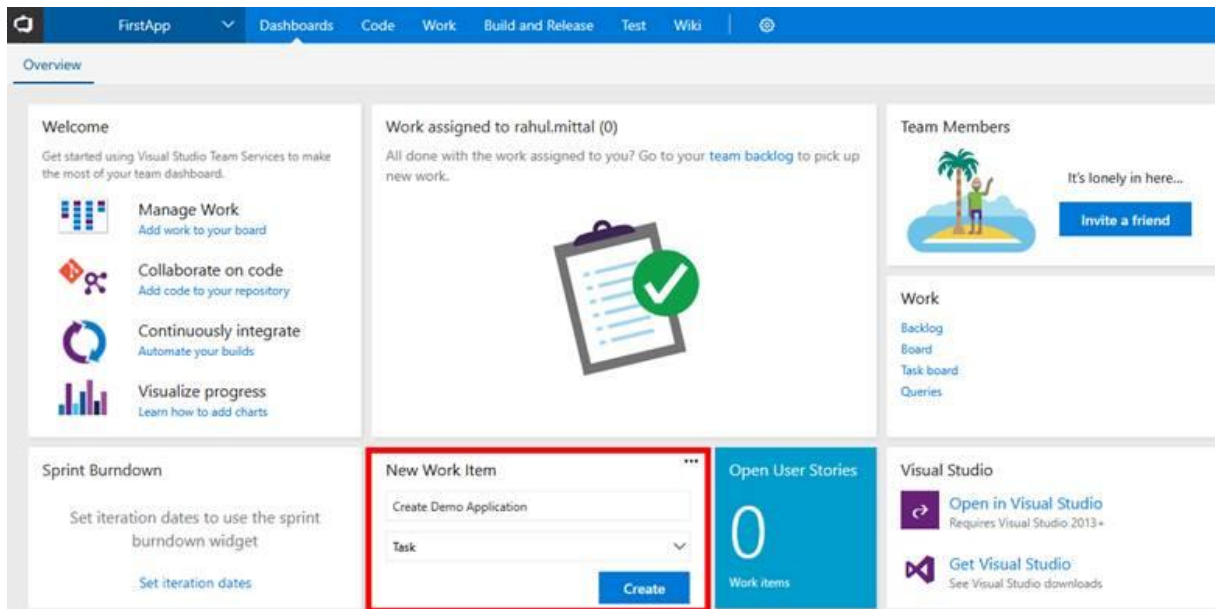 FirstApp Dashboards Code Work Build and Release Test Wiki
Overview
Welcome
Get started using Visual Studio Team Services to make
the most of your team dashboard.
Manage Work
Add work to your board
Collaborate on code
Add code to your repository
Continuously integrate
Automate your builds
Visualize progress
Learn how to add charts
Work assigned to rahul.mittal (0)
All done with the work assigned to you? Go to your team backlog to pick up
new work.
Team Members
It's lonely in here...
Invite a friend
Work
Backlog
Board
Task board
Queries
Sprint Burndown
Set iteration dates to use the sprint
burndown widget
Set iteration dates
New Work Item
Create Demo Application
Task
Create
Open User Stories
0
Work items
Visual Studio
Open in Visual Studio
Requires Visual Studio 2013+
Get Visual Studio
See Visual Studio downloads